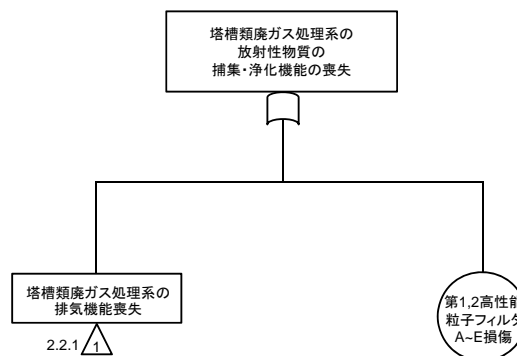 塔槽類廃ガス処理系の
放射性物質の
捕集・浄化機能の喪失
塔槽類廃ガス処理系の
排気機能喪失
2.2.1 1
第1,2高性能
粒子フィルタ
A~E損傷